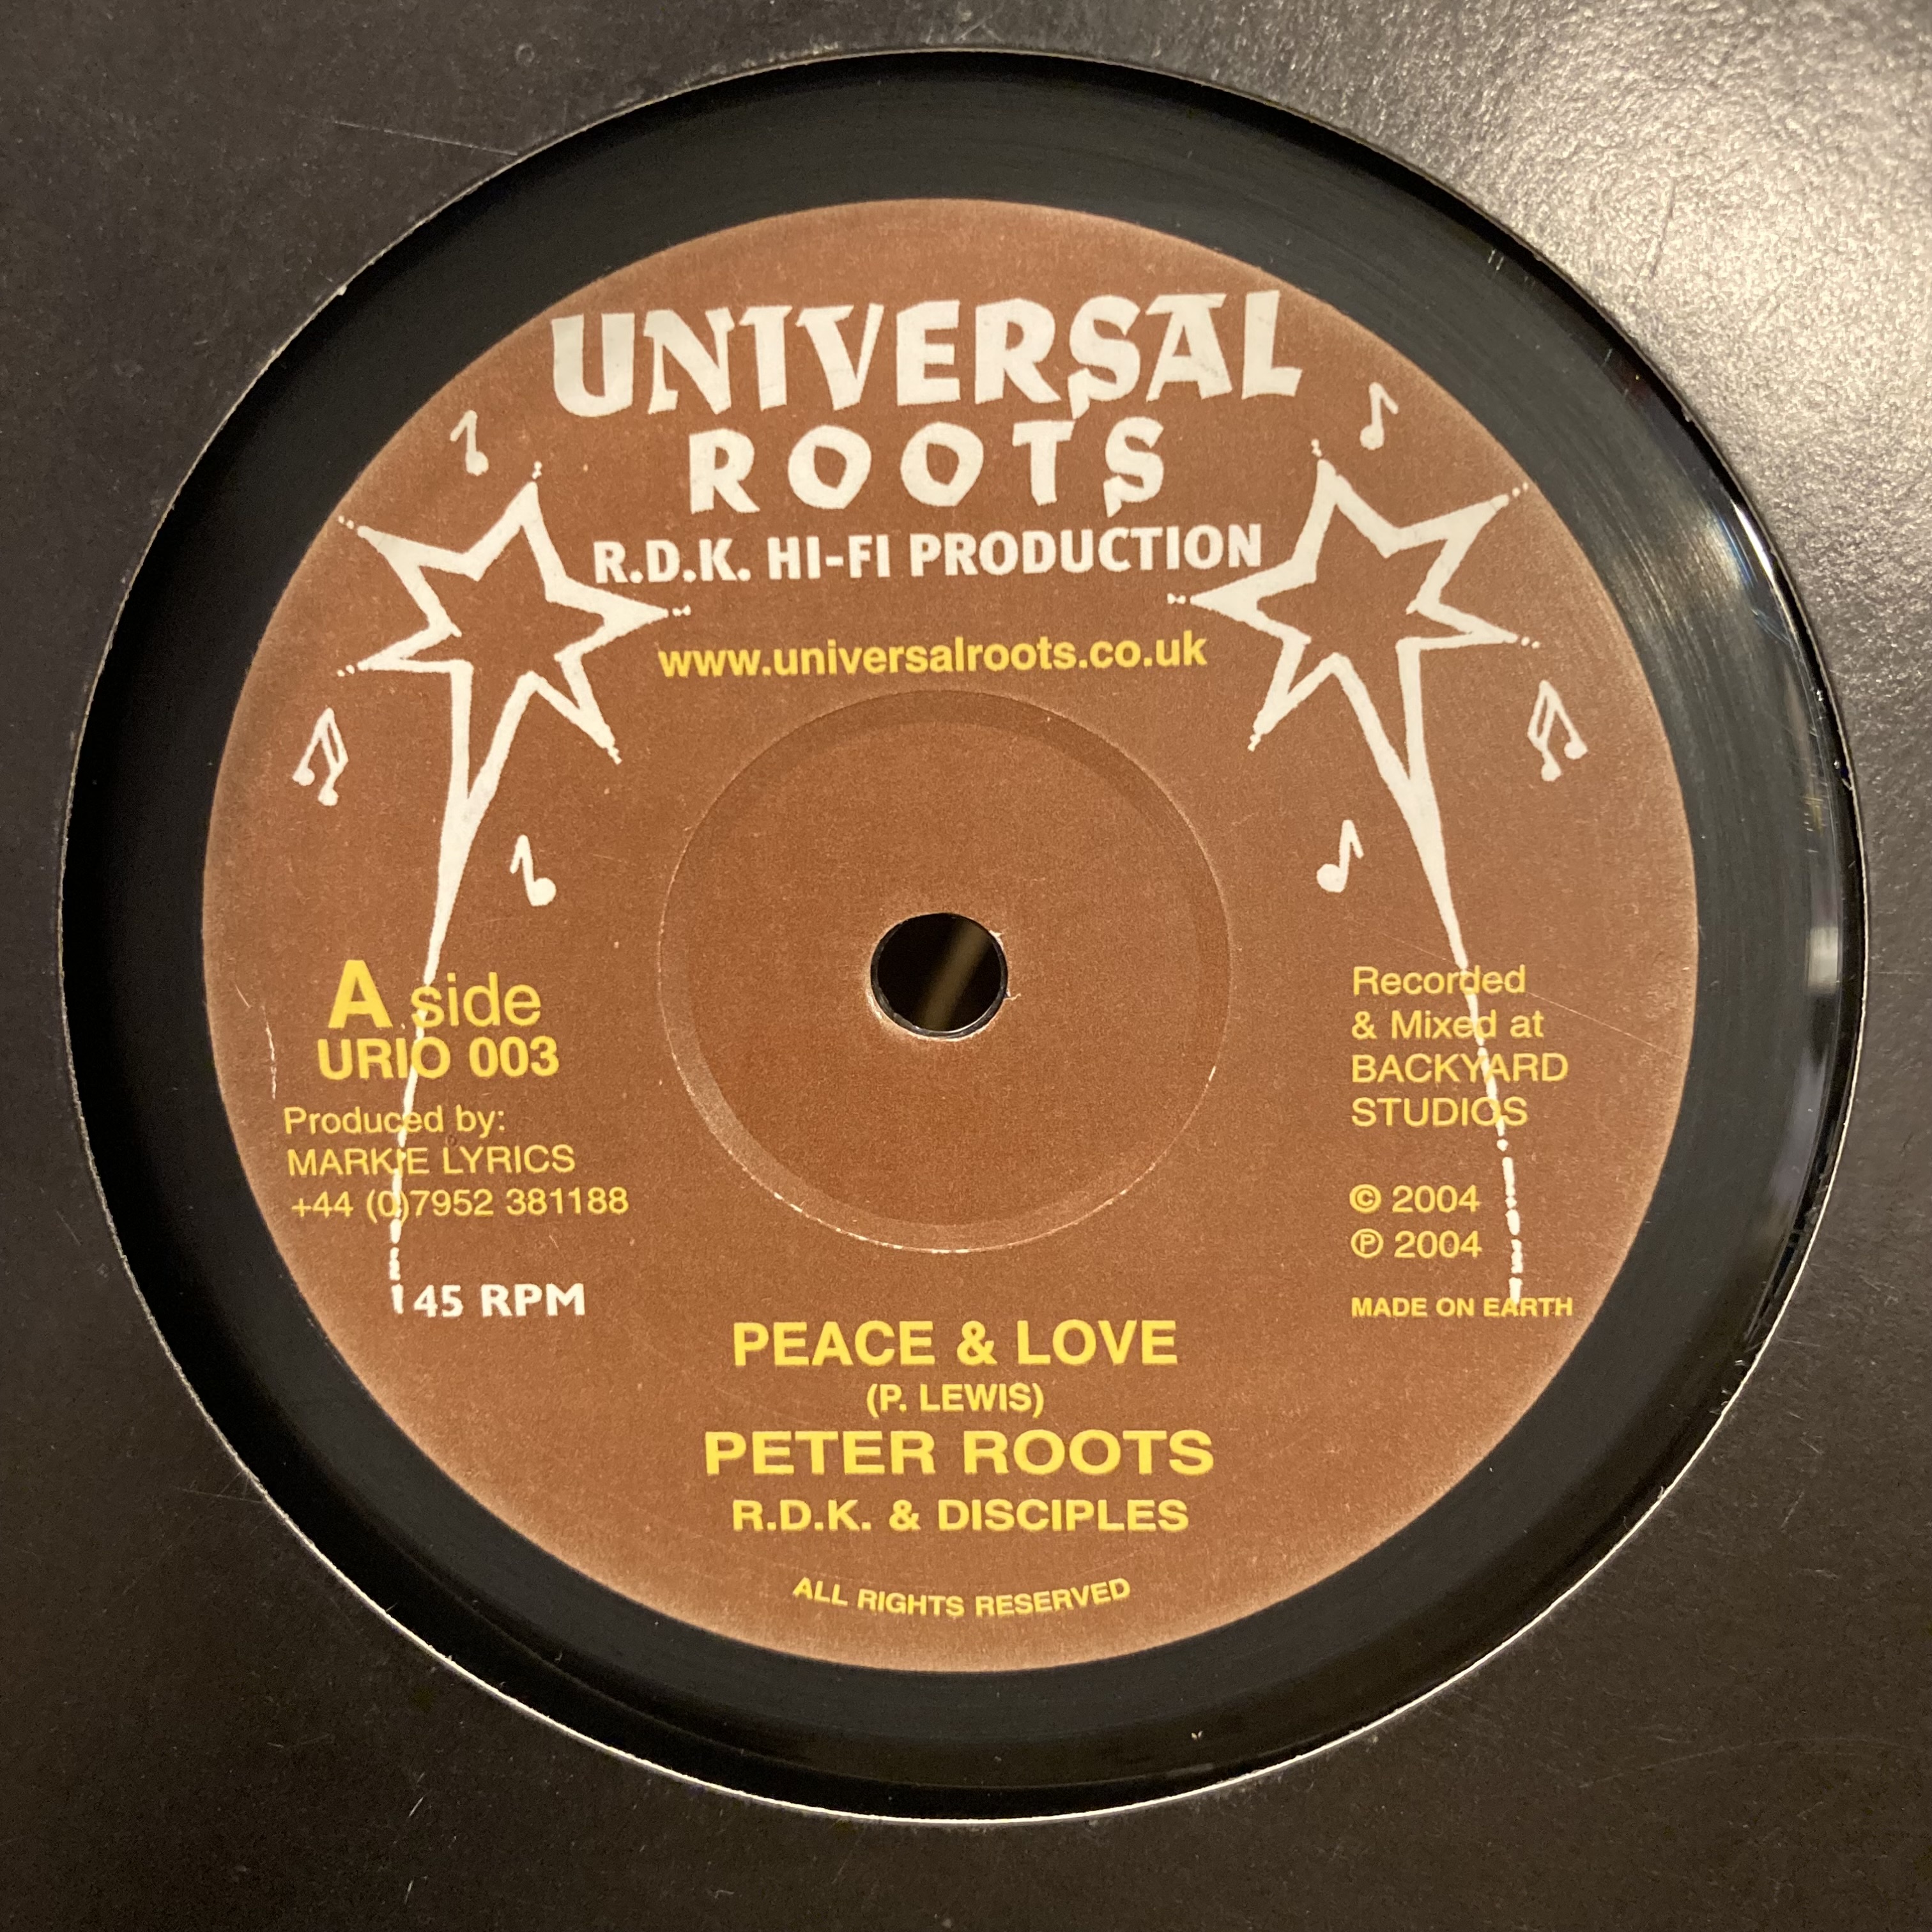 UNIVERSAL
ROOTS
R.D.K. HI-FI PRODUCTION
www.universalroots.co.uk
A side
URIO 003
Produced by:
MARKIE LYRICS
+44 (0)7952 381188
45 RPM
Recorded
& Mixed at
BACKYARD
STUDIOS
© 2004
℗ 2004
MADE ON EARTH
PEACE & LOVE
(P. LEWIS)
PETER ROOTS
R.D.K. & DISCIPLES
ALL RIGHTS RESERVED